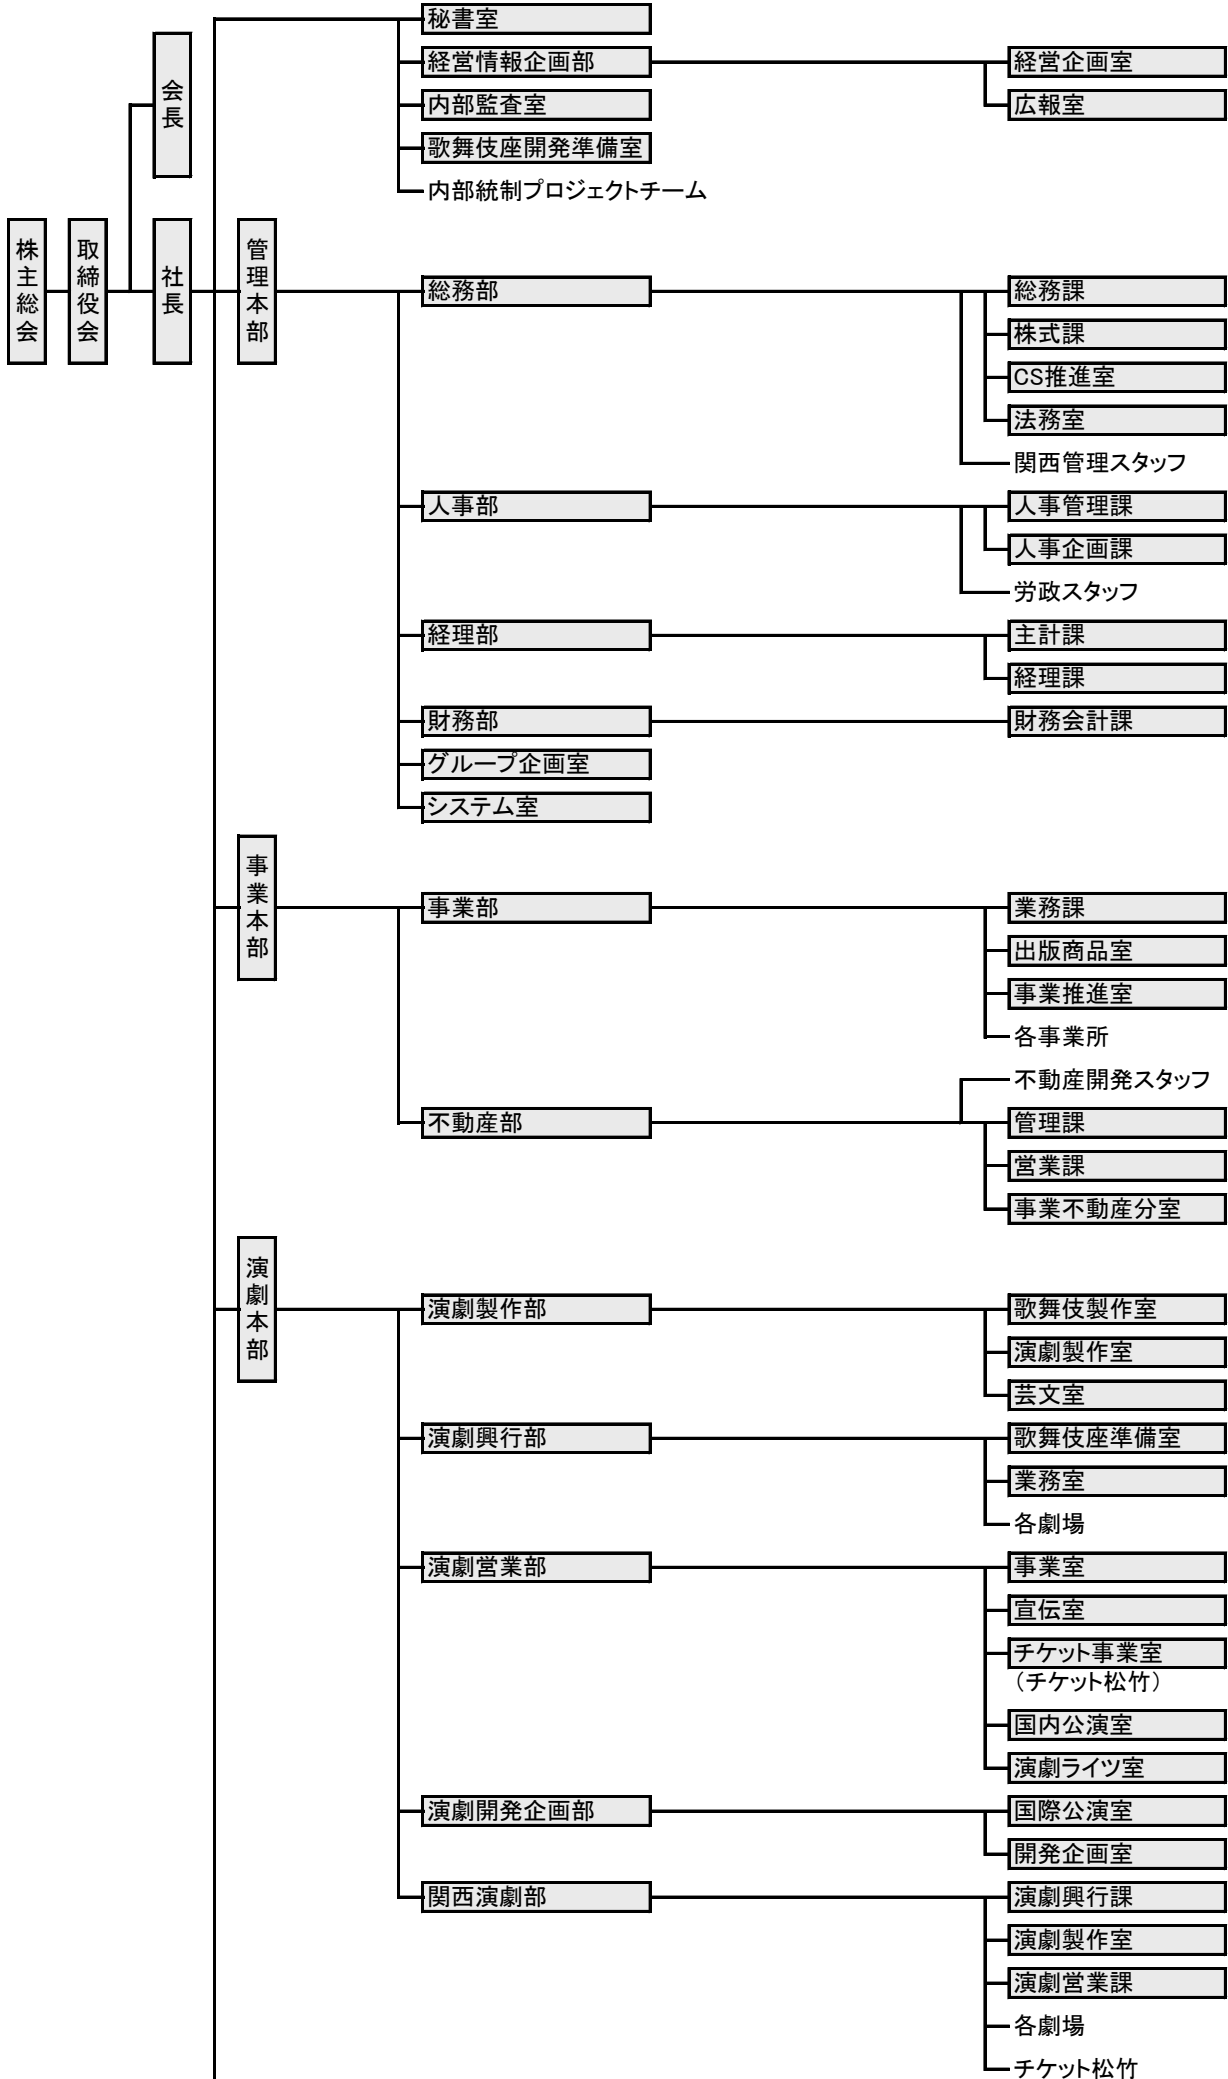 株主総会
取締役会
会長
社長
秘書室
経営情報企画部
経営企画室
広報室
内部監査室
歌舞伎座開発準備室
内部統制プロジェクトチーム
管理本部
総務部
総務課
株式課
CS推進室
法務室
関西管理スタッフ
人事部
人事管理課
人事企画課
労政スタッフ
経理部
主計課
経理課
財務部
財務会計課
グループ企画室
システム室
事業本部
事業部
業務課
出版商品室
事業推進室
各事業所
不動産開発スタッフ
不動産部
管理課
営業課
事業不動産分室
演劇本部
演劇製作部
歌舞伎製作室
演劇製作室
芸文室
演劇興行部
歌舞伎座準備室
業務室
各劇場
演劇営業部
事業室
宣伝室
チケット事業室
（チケット松竹）
国内公演室
演劇ライツ室
演劇開発企画部
国際公演室
開発企画室
関西演劇部
演劇興行課
演劇製作室
演劇営業課
各劇場
チケット松竹